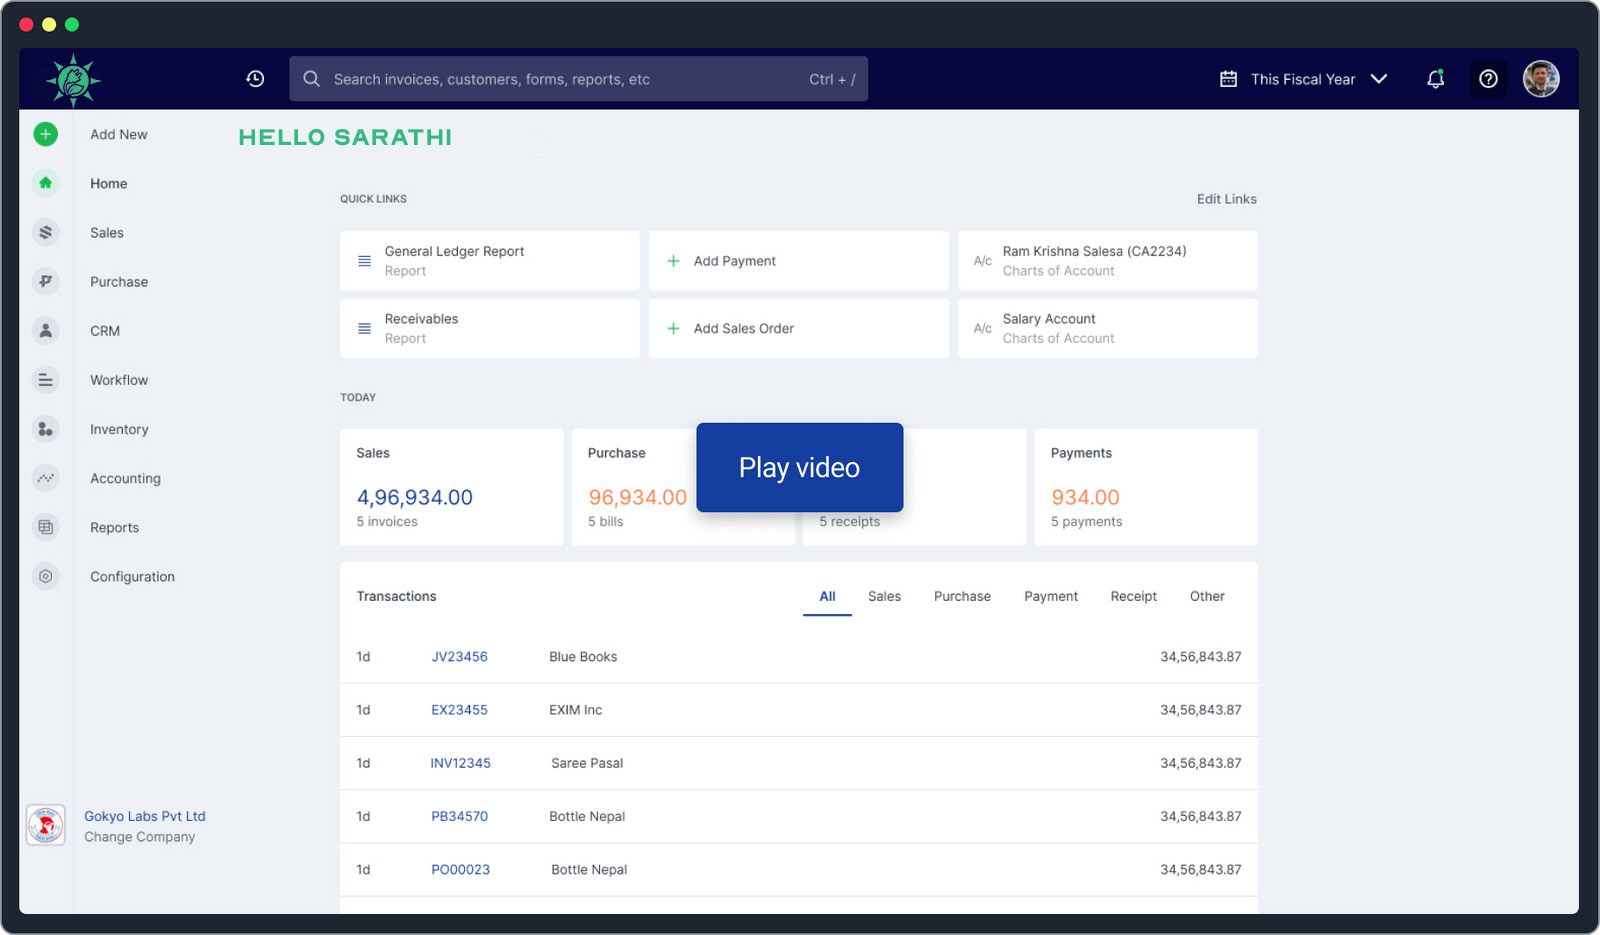 Search invoices, customers, forms, reports, etc
Ctrl + /
This Fiscal Year
Add New
HELLO SARATHI
Home
Sales
Purchase
CRM
Workflow
Inventory
Accounting
Reports
Configuration
Gokyo Labs Pvt Ltd
Change Company
QUICK LINKS
Edit Links
General Ledger Report
Report
Add Payment
A/c
Ram Krishna Salesa (CA2234)
Charts of Account
Receivables
Report
Add Sales Order
A/c
Salary Account
Charts of Account
TODAY
Sales
4,96,934.00
5 invoices
Purchase
96,934.00
5 bills
Play video
5 receipts
Payments
934.00
5 payments
Transactions
All
Sales
Purchase
Payment
Receipt
Other
1d JV23456 Blue Books 34,56,843.87
1d EX23455 EXIM Inc 34,56,843.87
1d INV12345 Saree Pasal 34,56,843.87
1d PB34570 Bottle Nepal 34,56,843.87
1d PO00023 Bottle Nepal 34,56,843.87